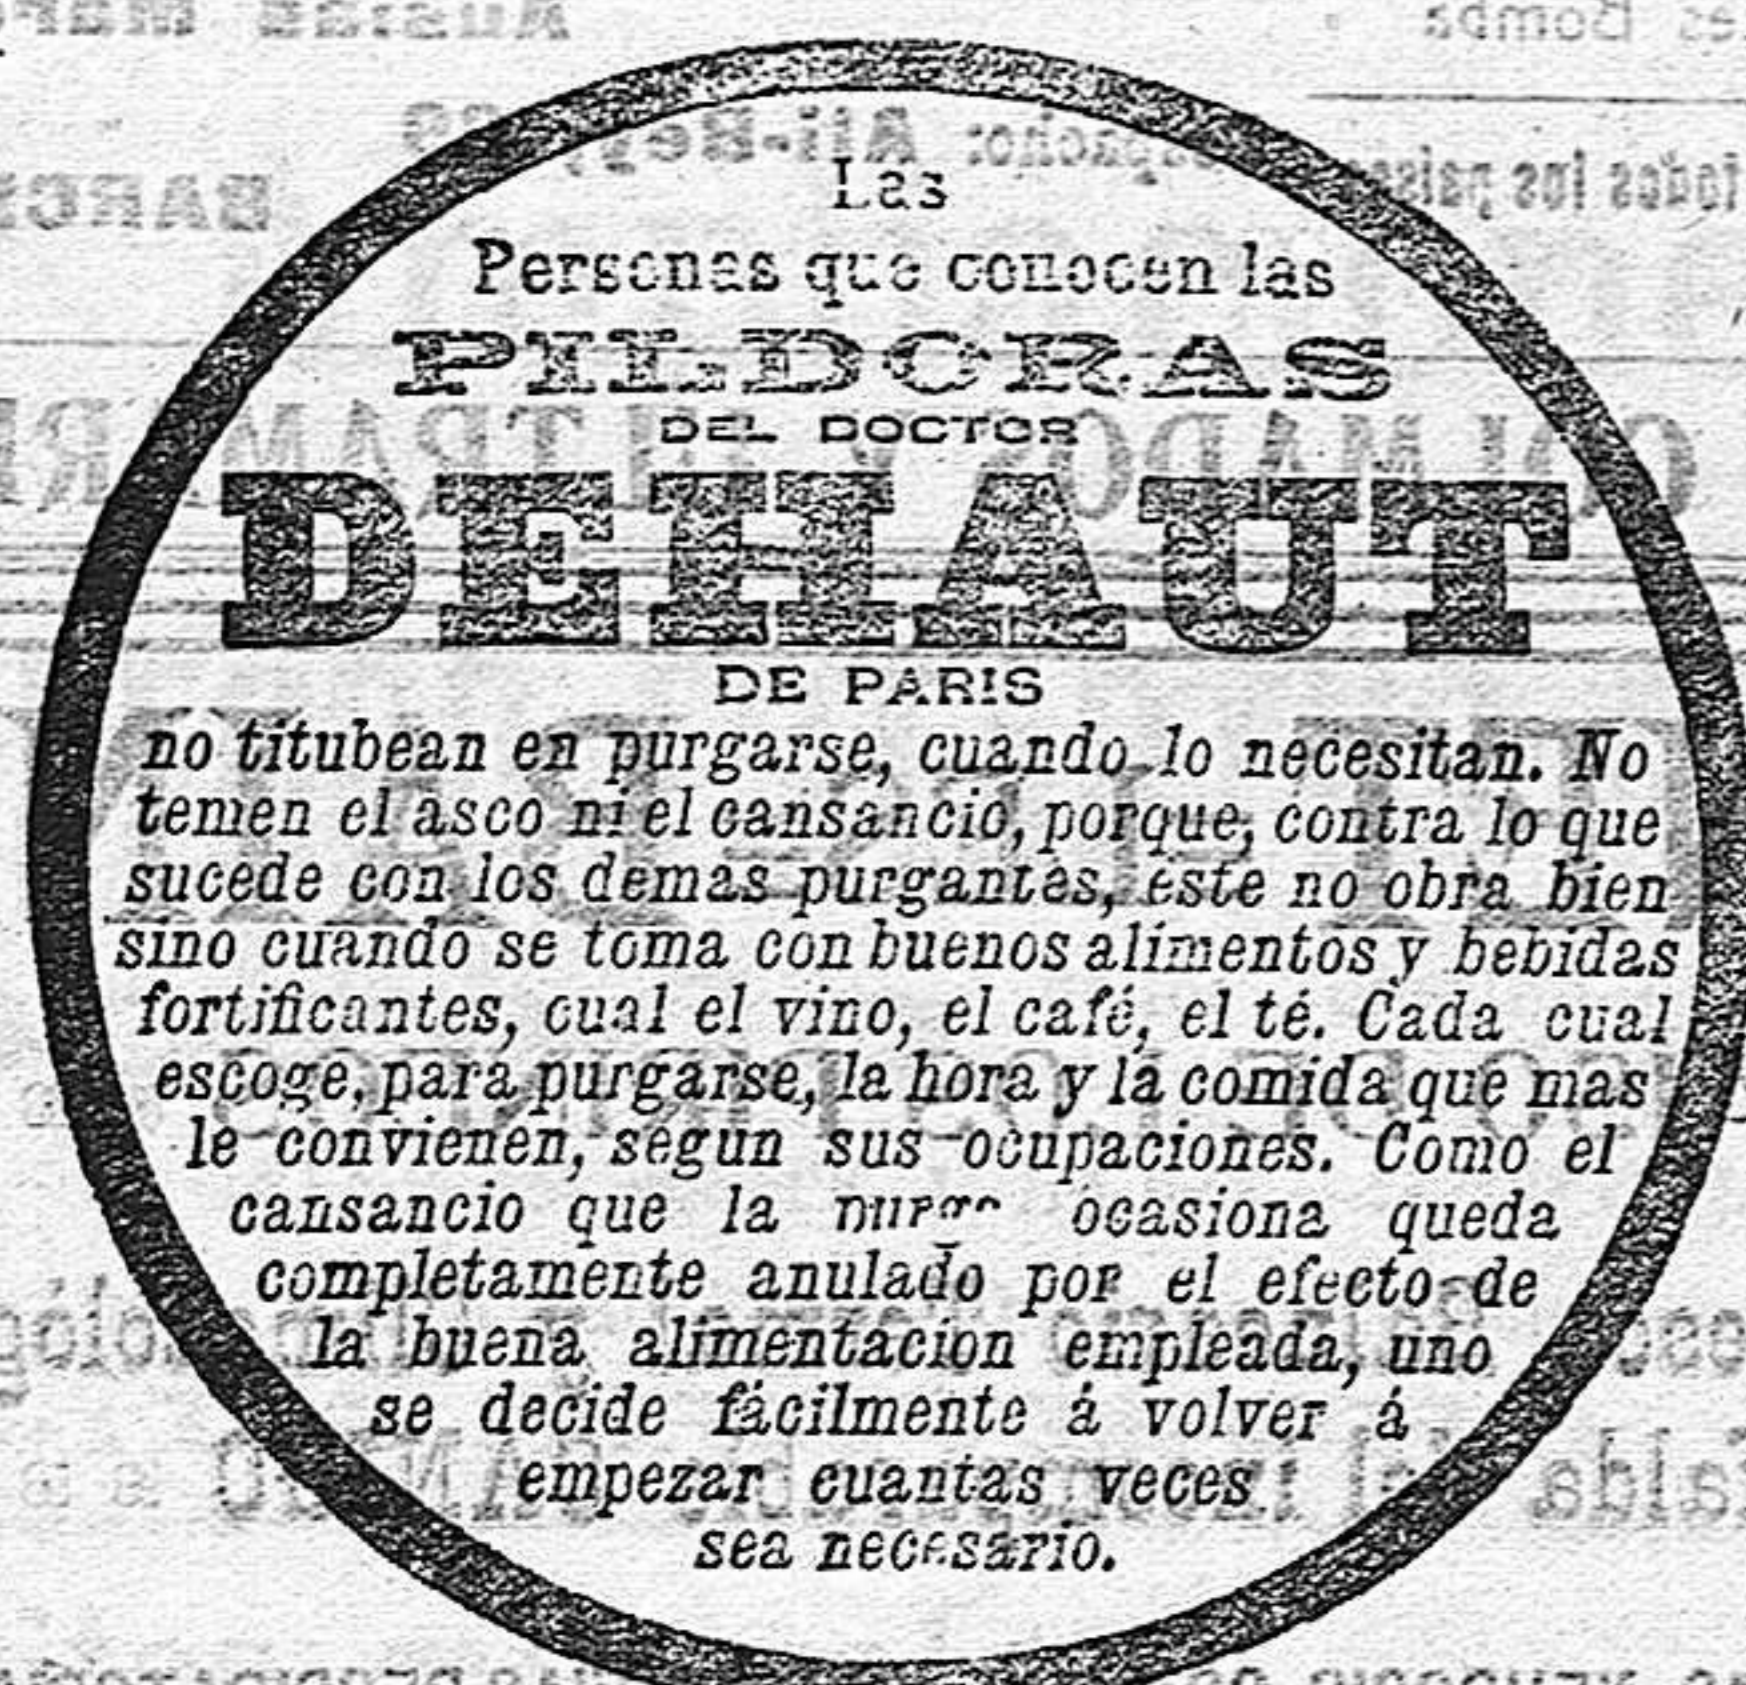 Las
Personas que conocen las
PILDORAS
DEL DOCTOR
DEHAUT
DE PARIS
no titubean en purgarse, cuando lo necesitan. No
temen el asco ni el cansancio, porque, contra lo que
sucede con los demas purgantes, este no obra bien
sino cuando se toma con buenos alimentos y bebidas
fortificantes, cual el vino, el café, el té. Cada cual
escoge, para purgarse, la hora y la comida que mas
le convienen, segun sus ocupaciones. Como el
cansancio que la purga ocasiona queda
completamente anulado por el efecto de
la buena alimentacion empleada, uno
se decide fácilmente á volver á
empezar cuantas veces
sea necesario.